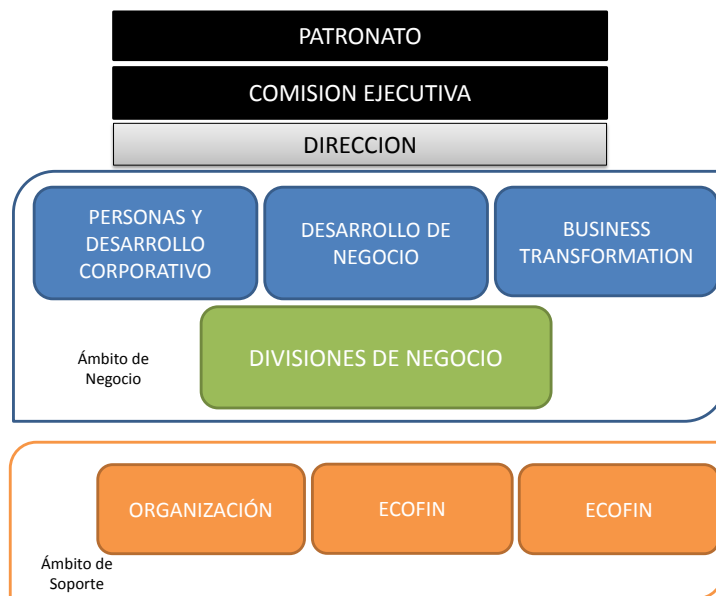 PATRONATO
COMISION EJECUTIVA
DIRECCION
PERSONAS Y
DESARROLLO
CORPORATIVO
DESARROLLO DE
NEGOCIO
BUSINESS
TRANSFORMATION
DIVISIONES DE NEGOCIO
Ámbito de
Negocio
ORGANIZACIÓN
ECOFIN
ECOFIN
Ámbito de
Soporte